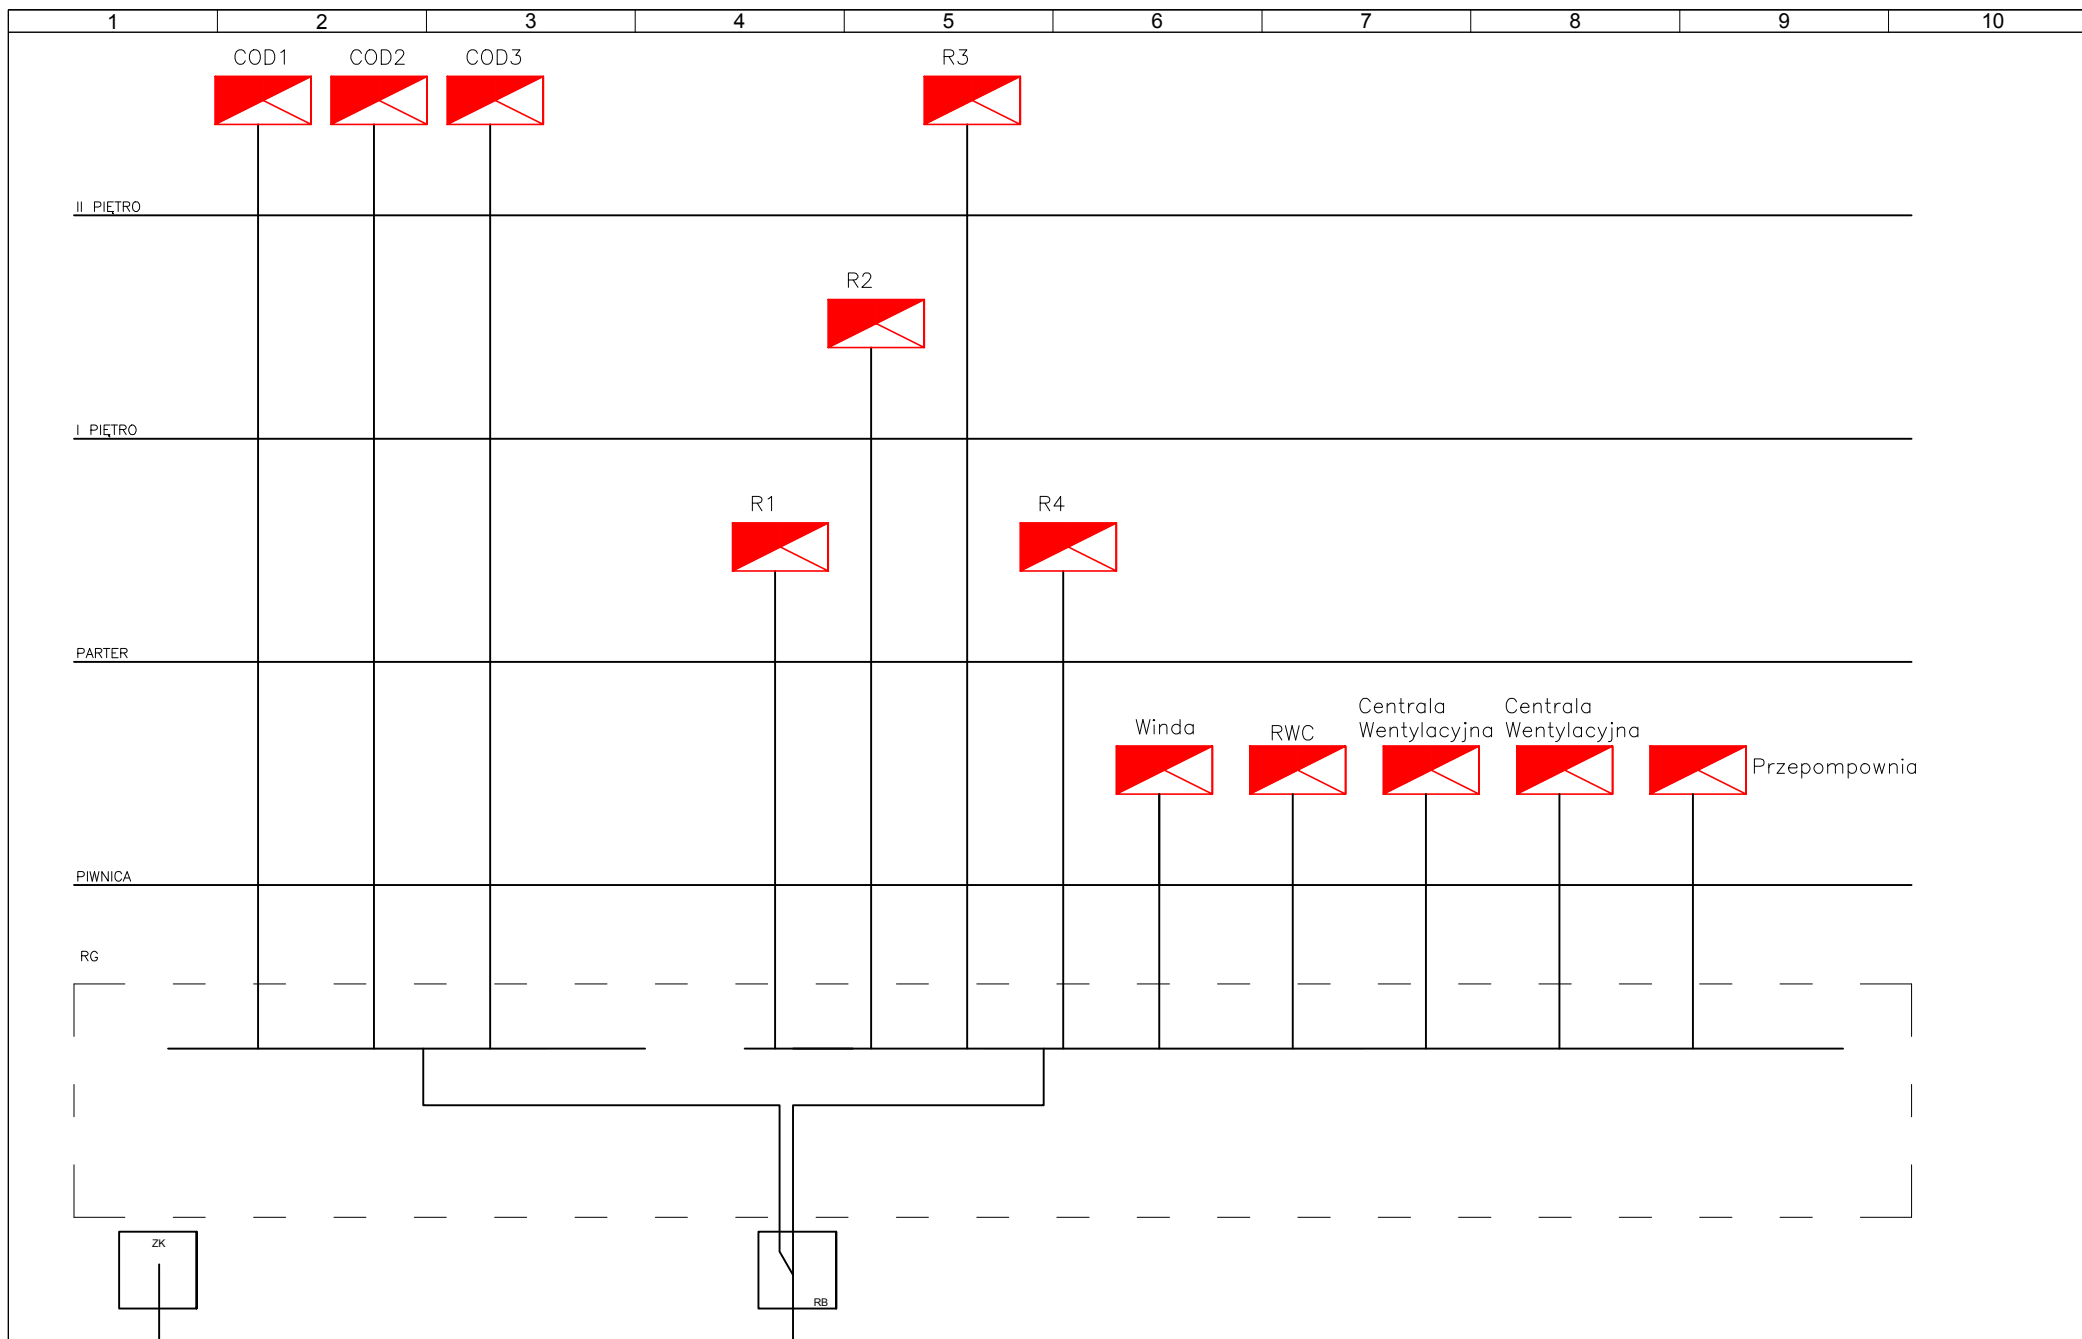 1 2 3 4 5 6 7 8 9 10
COD1 COD2 COD3 R3
II PIĘTRO
R2
I PIĘTRO
R1 R4
PARTER
Centrala Centrala
Winda RWC Wentylacyjna Wentylacyjna
Przepompownia
PIWNICA
RG
ZK
RB